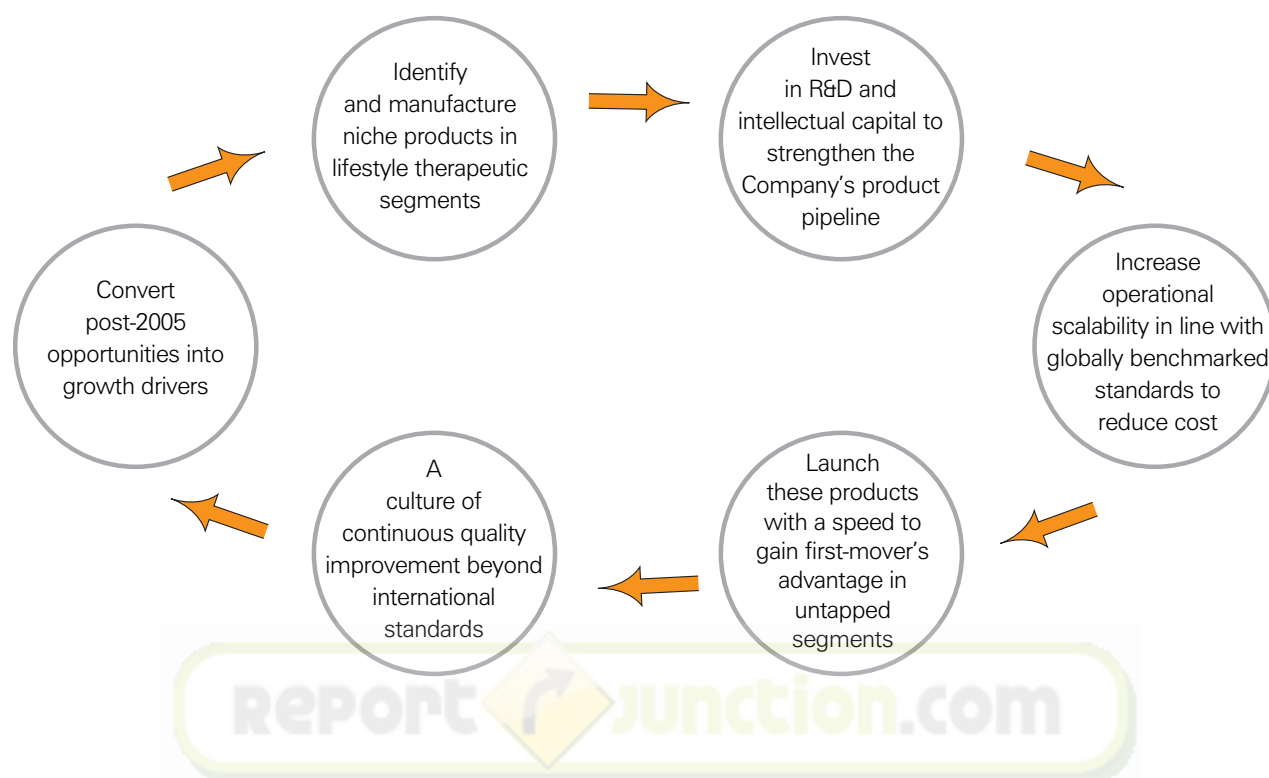 Identify
and manufacture
niche products in
lifestyle therapeutic
segments
Invest
in R&D and
intellectual capital to
strengthen the
Company's product
pipeline
Increase
operational
scalability in line with
globally benchmarked
standards to
reduce cost
Launch
these products
with a speed to
gain first-mover's
advantage in
untapped
segments
A
culture of
continuous quality
improvement beyond
international
standards
Convert
post-2005
opportunities into
growth drivers
REPORT JUNCTION.COM